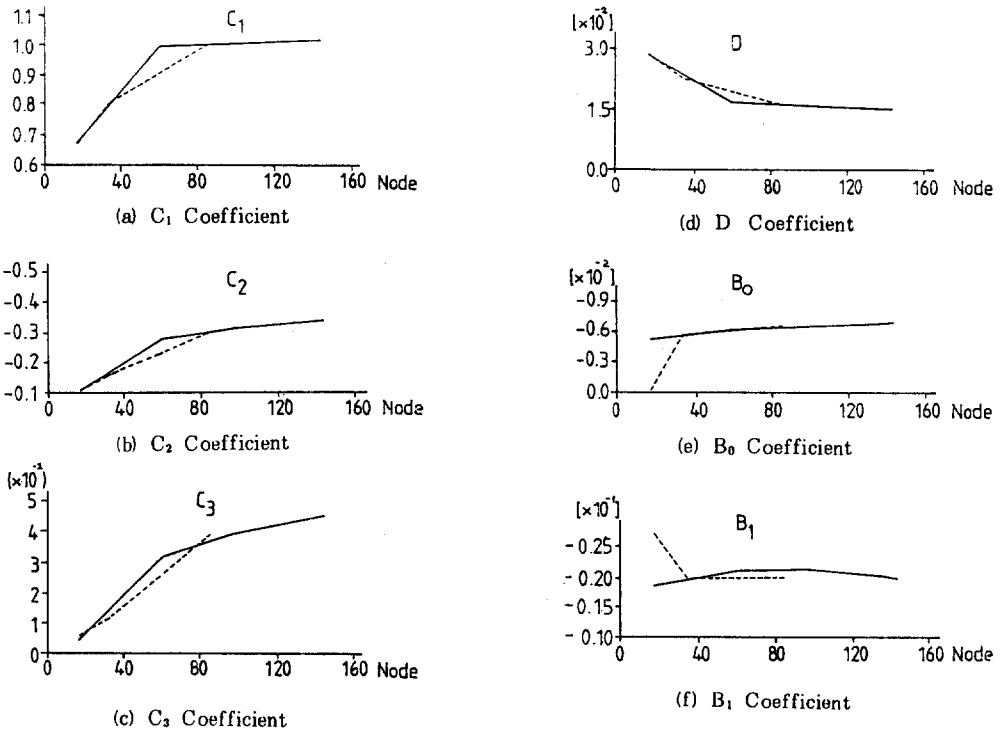 C₁
1.1
1.0
0.9
0.8
0.7
0.6
0 40 80 120 160 Node
(a) C₁ Coefficient
C₂
-0.5
-0.4
-0.3
-0.2
-0.1
0 40 80 120 160 Node
(b) C₂ Coefficient
(×10⁻²)
C₃
5
4
3
2
1
0
0 40 80 120 160 Node
(c) C₃ Coefficient
[×10⁻²]
D
3.0
1.5
0.0
0 40 80 120 160 Node
(d) D Coefficient
[×10⁻²]
B₀
-0.9
-0.6
-0.3
0.0
0 40 80 120 160 Node
(e) B₀ Coefficient
[×10⁻¹]
B₁
-0.25
-0.20
-0.15
-0.10
0 40 80 120 160 Node
(f) B₁ Coefficient